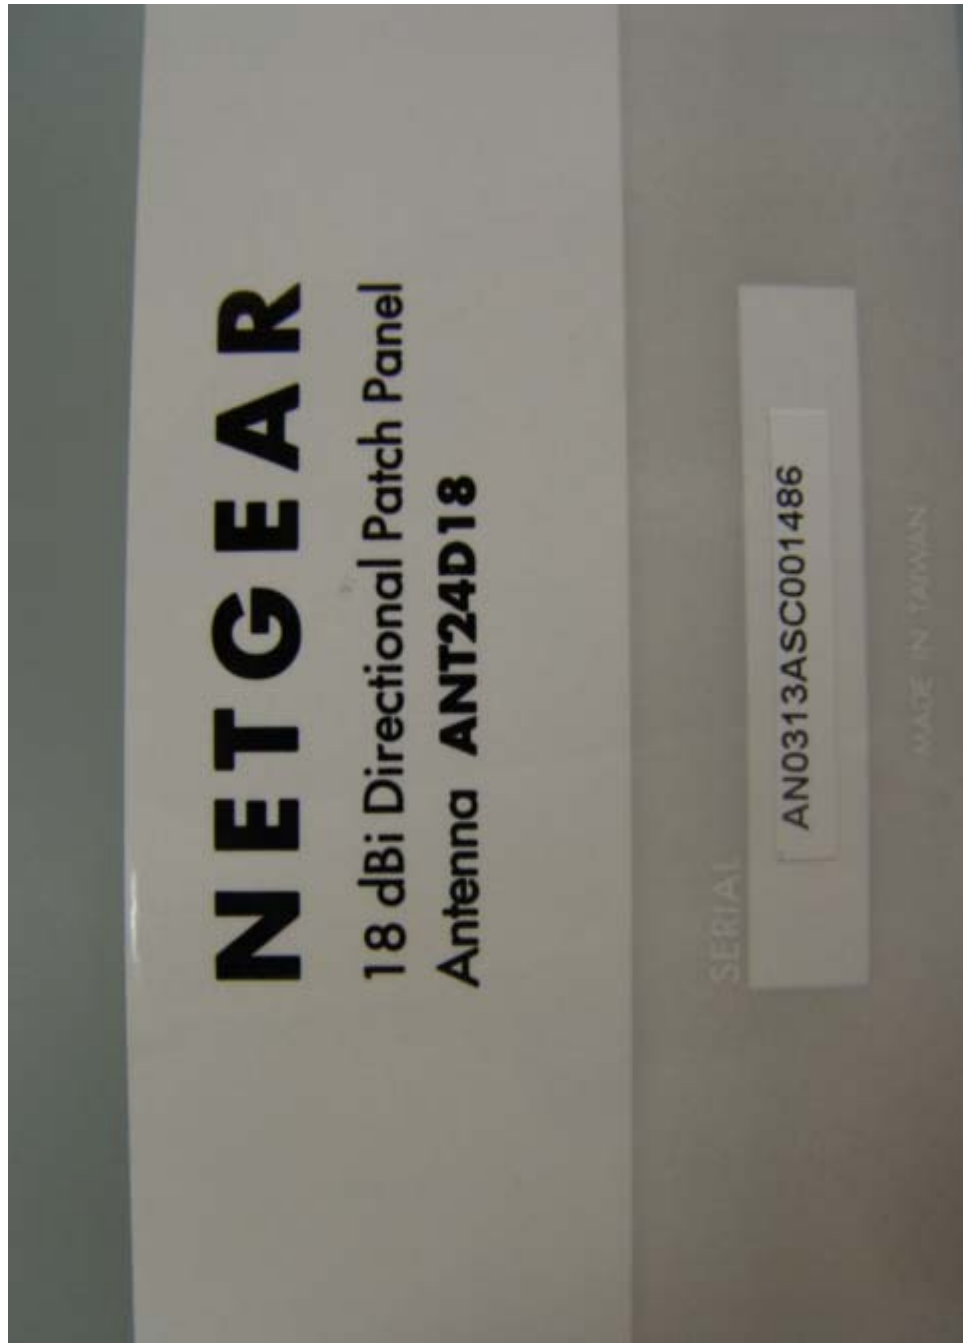 NETGEAR
18 dBi Directional Patch Panel
Antenna ANT24D18
SERIAL
AN0313ASC001486
MADE IN TAIWAN